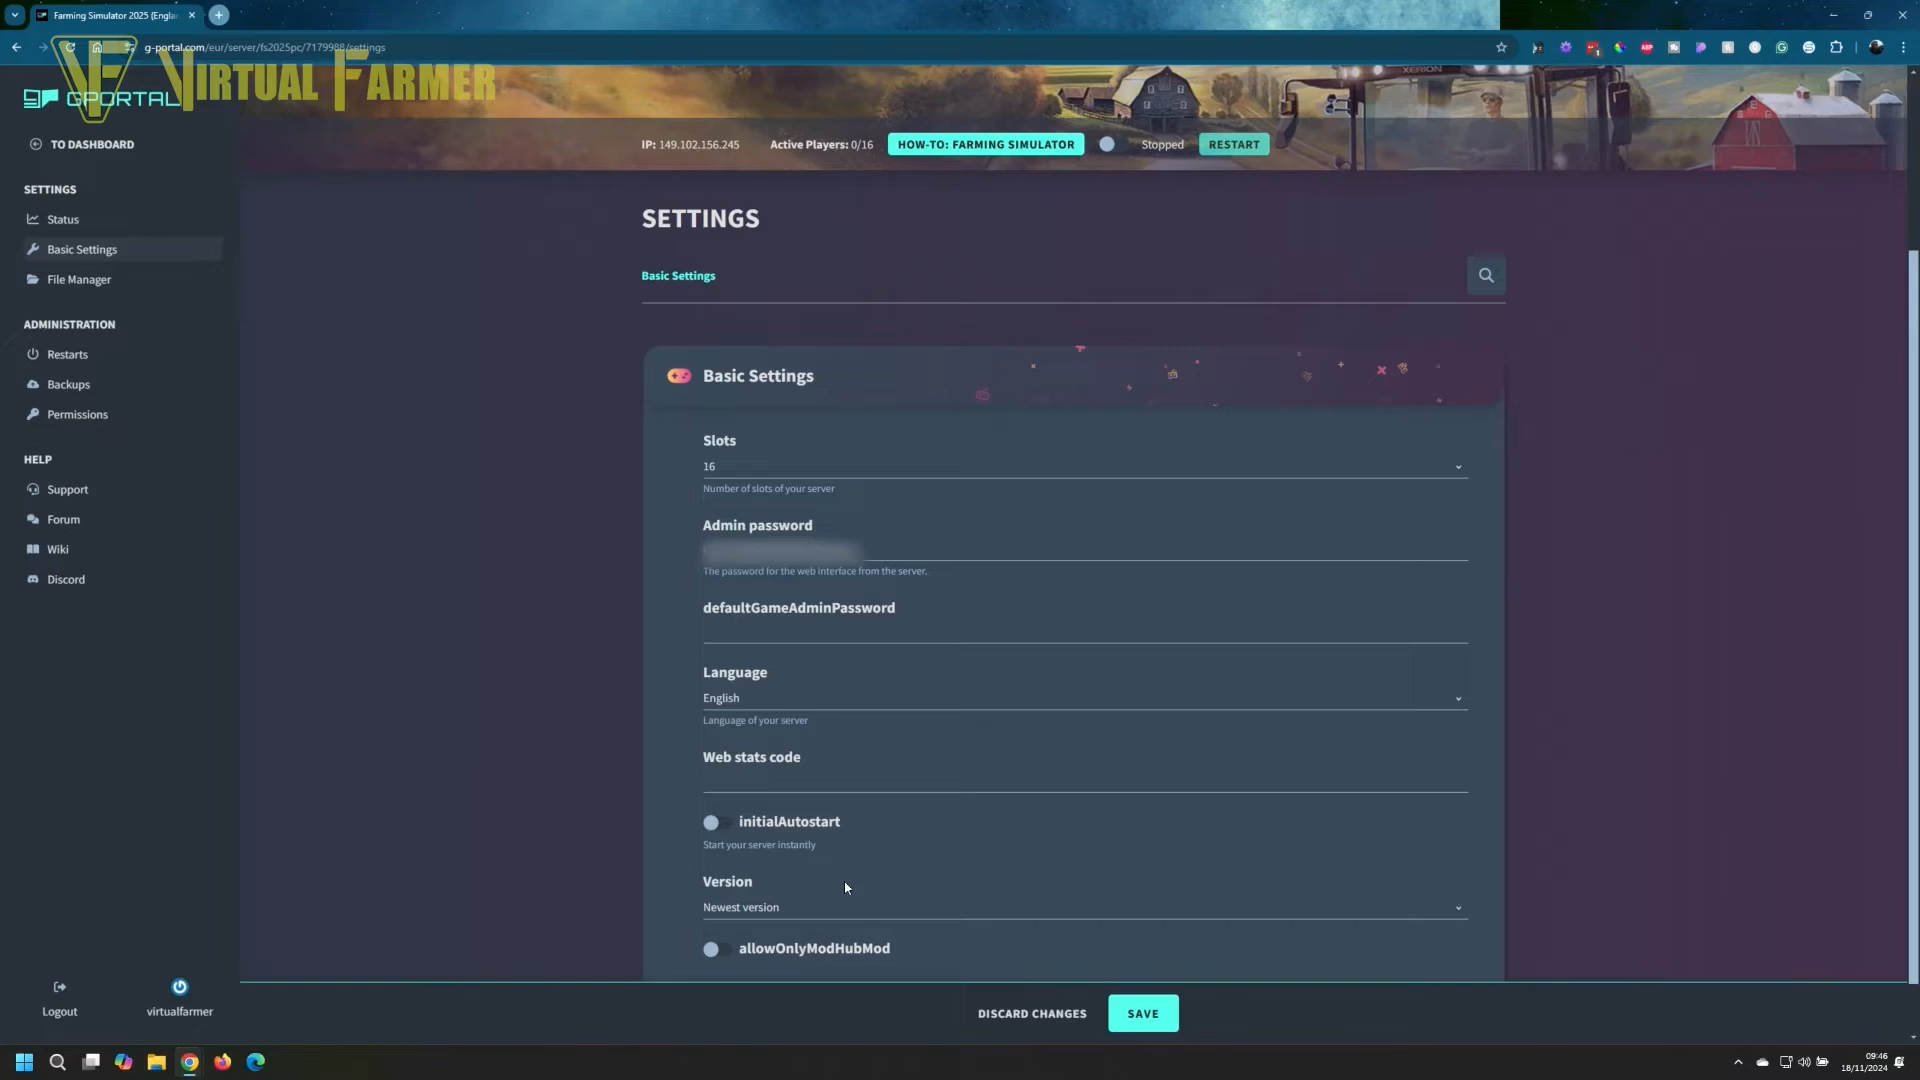 Farming Simulator 2025 (Engla
g-portal.com/eur/server/fs2025pc/7179988/settings
VIRTUAL FARMER
GPORTAL
XERION
TO DASHBOARD
IP: 149.102.156.245
Active Players: 0/16
HOW-TO: FARMING SIMULATOR
Stopped
RESTART
SETTINGS
Status
Basic Settings
File Manager
ADMINISTRATION
Restarts
Backups
Permissions
HELP
Support
Forum
Wiki
Discord
Logout
virtualfarmer
SETTINGS
Basic Settings
Basic Settings
Slots
16
Number of slots of your server
Admin password
The password for the web interface from the server.
defaultGameAdminPassword
Language
English
Language of your server
Web stats code
initialAutostart
Start your server instantly
Version
Newest version
allowOnlyModHubMod
DISCARD CHANGES
SAVE
09:46
18/11/2024